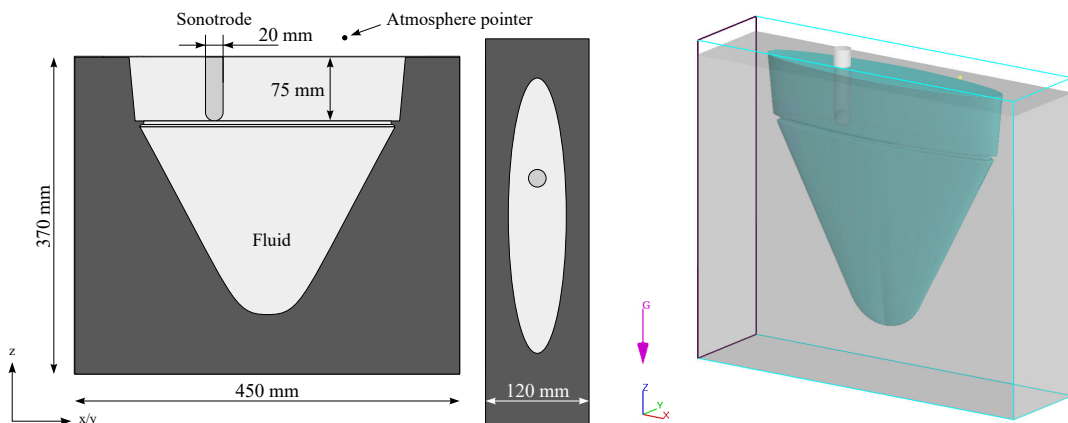 Sonotrode
Atmosphere pointer
20 mm
75 mm
370 mm
Fluid
450 mm
120 mm
z
x/y
G
Z
Y
X